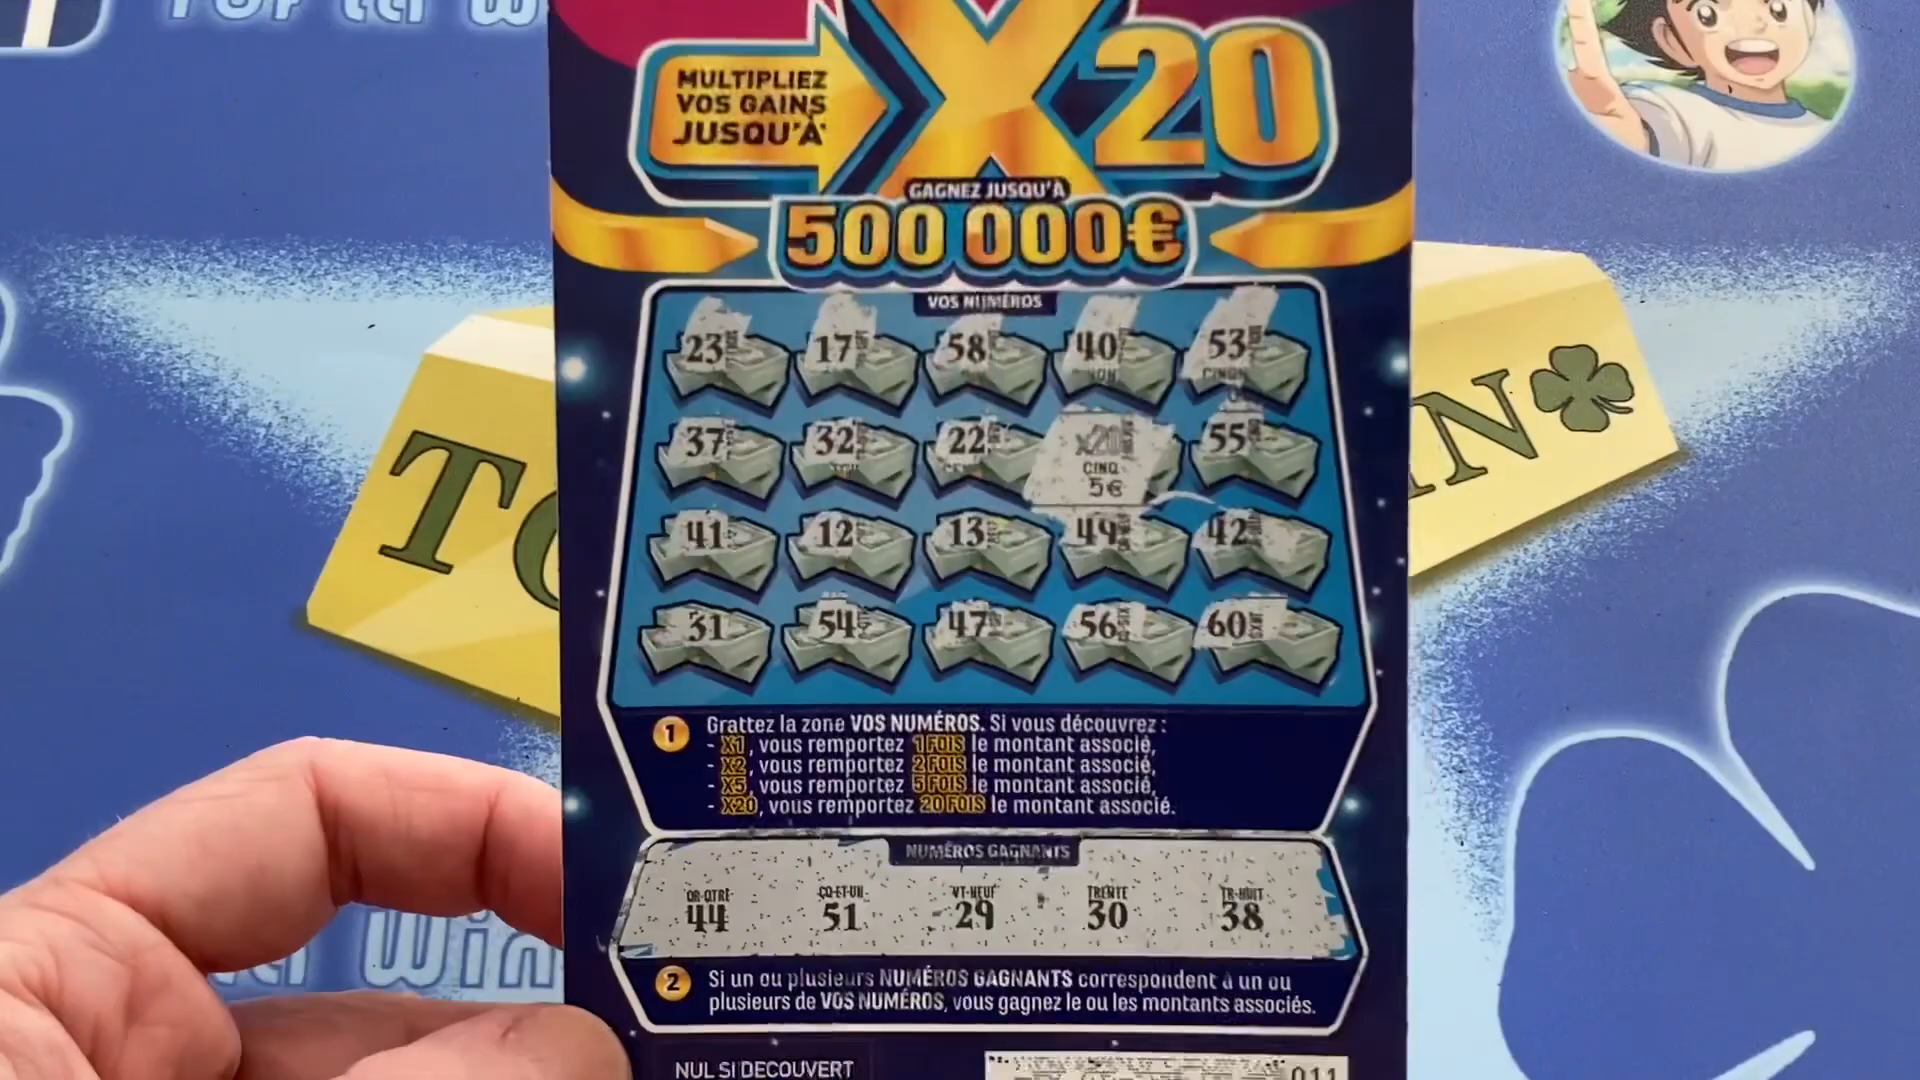 MULTIPLIEZ
VOS GAINS
JUSQU'À
X20
GAGNEZ JUSQU'À
500 000€
VOS NUMÉROS
23 17 58 40 53
CINQ
37 32 22 x20 55
CINQ
5€
41 12 13 49 42
31 54 47 56 60
1 Grattez la zone VOS NUMÉROS. Si vous découvrez :
- X1, vous remportez 1 FOIS le montant associé,
- X2, vous remportez 2 FOIS le montant associé,
- X5, vous remportez 5 FOIS le montant associé,
- X20, vous remportez 20 FOIS le montant associé.
NUMÉROS GAGNANTS
QR-QTRE CQ-ET-UN VT-NEUF TRENTE TR-HUIT
44 51 29 30 38
2 Si un ou plusieurs NUMÉROS GAGNANTS correspondent à un ou
plusieurs de VOS NUMÉROS, vous gagnez le ou les montants associés.
NUL SI DECOUVERT
011